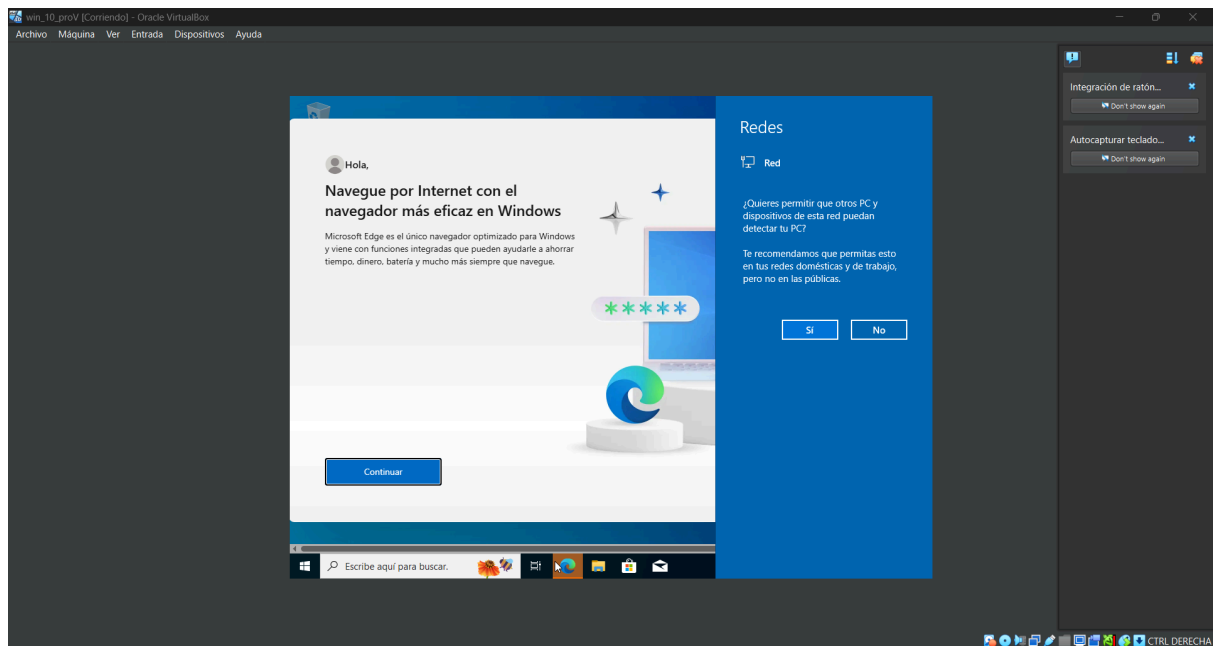 win_10_proV [Corriendo] - Oracle VirtualBox
Archivo Máquina Ver Entrada Dispositivos Ayuda
Integración de ratón...
Don't show again
Autocapturar teclado...
Don't show again
Hola,
Navegue por Internet con el
navegador más eficaz en Windows
Microsoft Edge es el único navegador optimizado para Windows
y viene con funciones integradas que pueden ayudarle a ahorrar
tiempo, dinero, batería y mucho más siempre que navegue.
Continuar
Redes
Red
¿Quieres permitir que otros PC y
dispositivos de esta red puedan
detectar tu PC?
Te recomendamos que permitas esto
en tus redes domésticas y de trabajo,
pero no en las públicas.
Sí No
Escribe aquí para buscar.
CTRL DERECHA